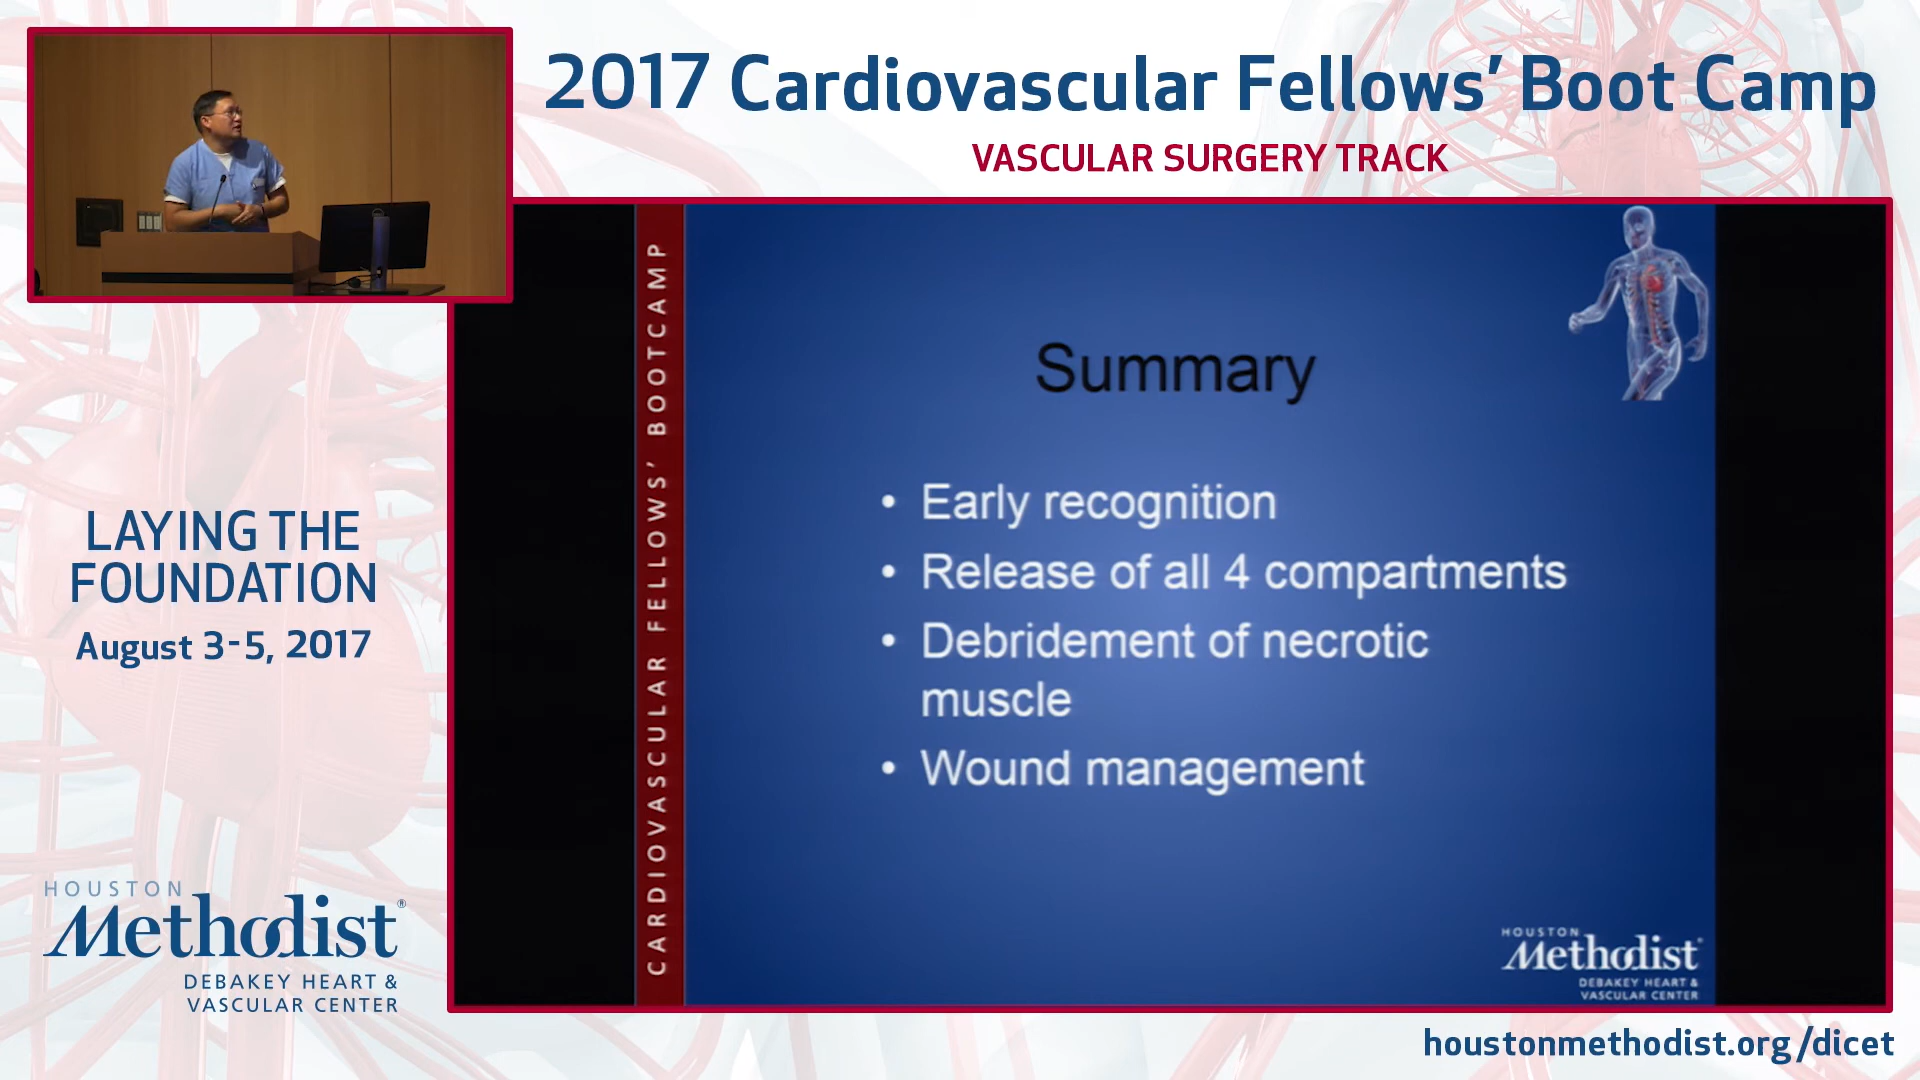 2017 Cardiovascular Fellows' Boot Camp
VASCULAR SURGERY TRACK
LAYING THE
FOUNDATION
August 3-5, 2017
HOUSTON
Methodist®
DEBAKEY HEART &
VASCULAR CENTER
CARDIOVASCULAR FELLOWS' BOOTCAMP
Summary
• Early recognition
• Release of all 4 compartments
• Debridement of necrotic
muscle
• Wound management
HOUSTON
Methodist®
DEBAKEY HEART &
VASCULAR CENTER
houstonmethodist.org/dicet